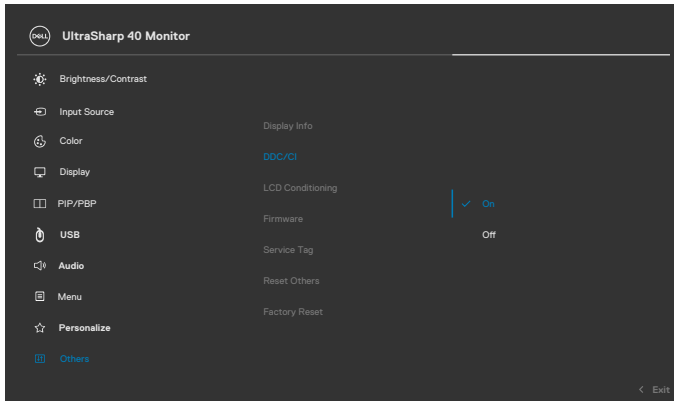 DELL UltraSharp 40 Monitor
Brightness/Contrast
Input Source
Color
Display
PIP/PBP
USB
Audio
Menu
Personalize
Others
Display Info
DDC/CI
LCD Conditioning
Firmware
Service Tag
Reset Others
Factory Reset
On
Off
Exit